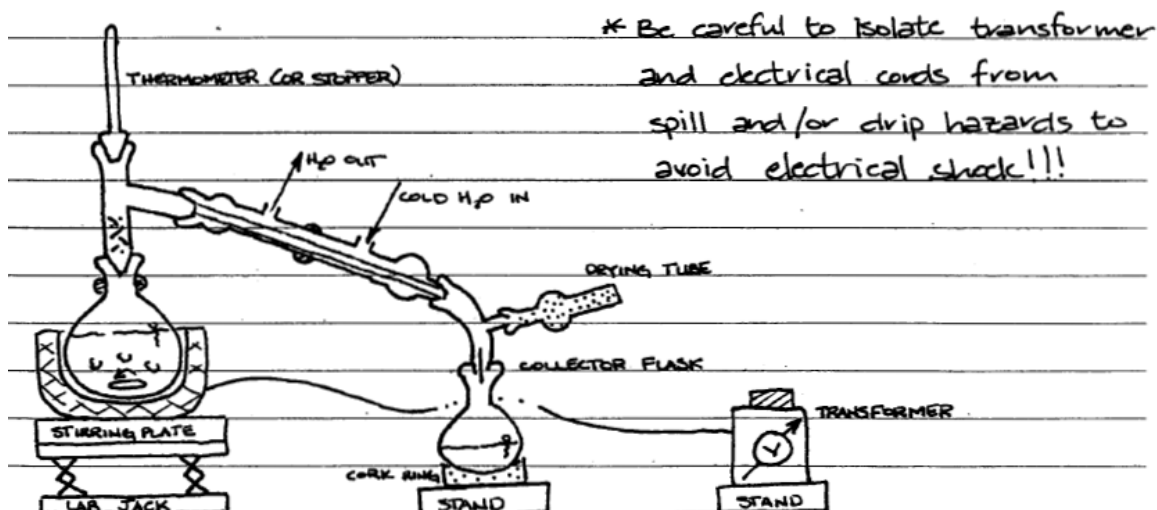 * Be careful to Isolate transformer
and electrical cords from
spill and/or drip hazards to
avoid electrical shock!!!
THERMOMETER (OR STOPPER)
H₂O OUT
COLD H₂O IN
DRYING TUBE
COLLECTOR FLASK
TRANSFORMER
V
STIRRING PLATE
CORK RING
LAB JACK
STAND
STAND